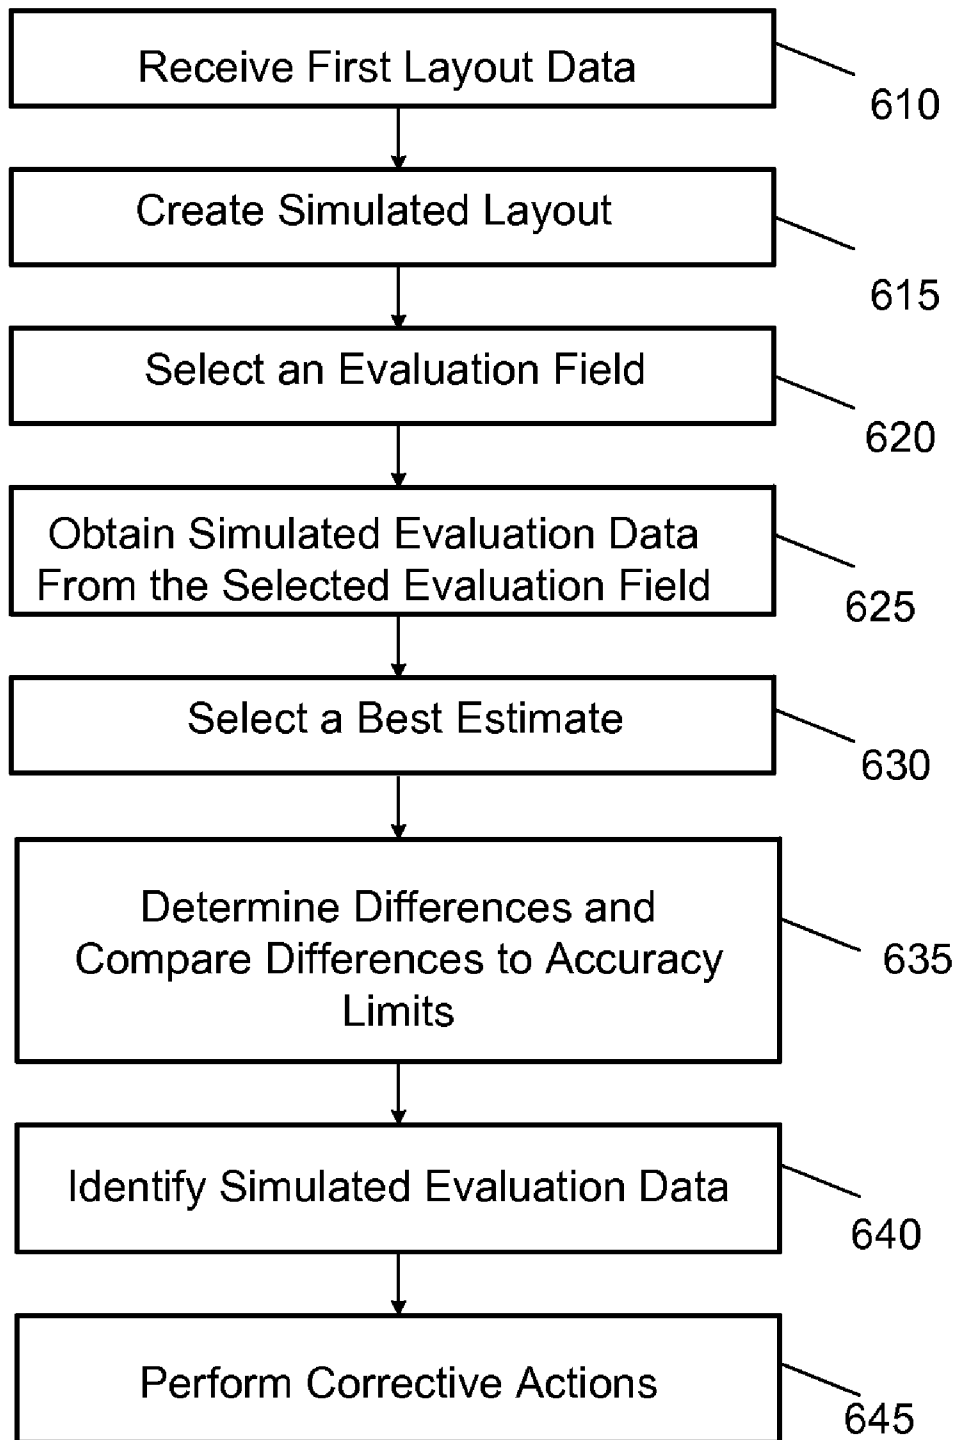 Receive First Layout Data
610
Create Simulated Layout
615
Select an Evaluation Field
620
Obtain Simulated Evaluation Data
From the Selected Evaluation Field
625
Select a Best Estimate
630
Determine Differences and
Compare Differences to Accuracy
Limits
635
Identify Simulated Evaluation Data
640
Perform Corrective Actions
645